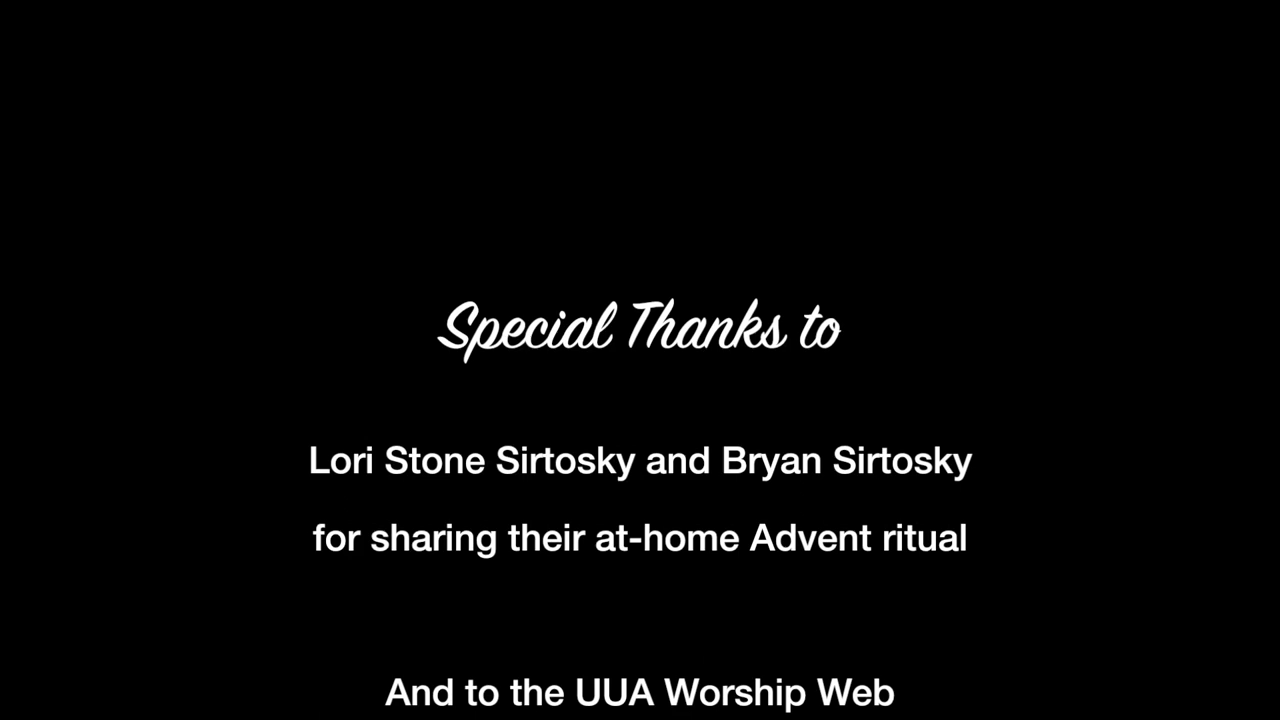 Special Thanks to
Lori Stone Sirtosky and Bryan Sirtosky
for sharing their at-home Advent ritual
And to the UUA Worship Web